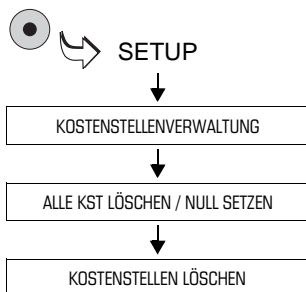 SETUP
KOSTENSTELLENVERWALTUNG
ALLE KST LÖSCHEN / NULL SETZEN
KOSTENSTELLEN LÖSCHEN